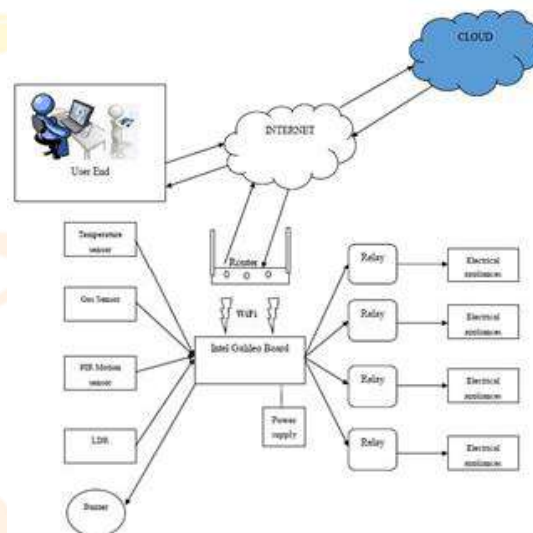 CLOUD
INTERNET
User End
Temperature
sensor
Router
Relay
Electrical
appliances
Gas Sensor
WiFi
Relay
Electrical
appliances
Intel Galileo Board
PIR Motion
sensor
Relay
Electrical
appliances
Power
supply
LDR
Relay
Electrical
appliances
Buzzer